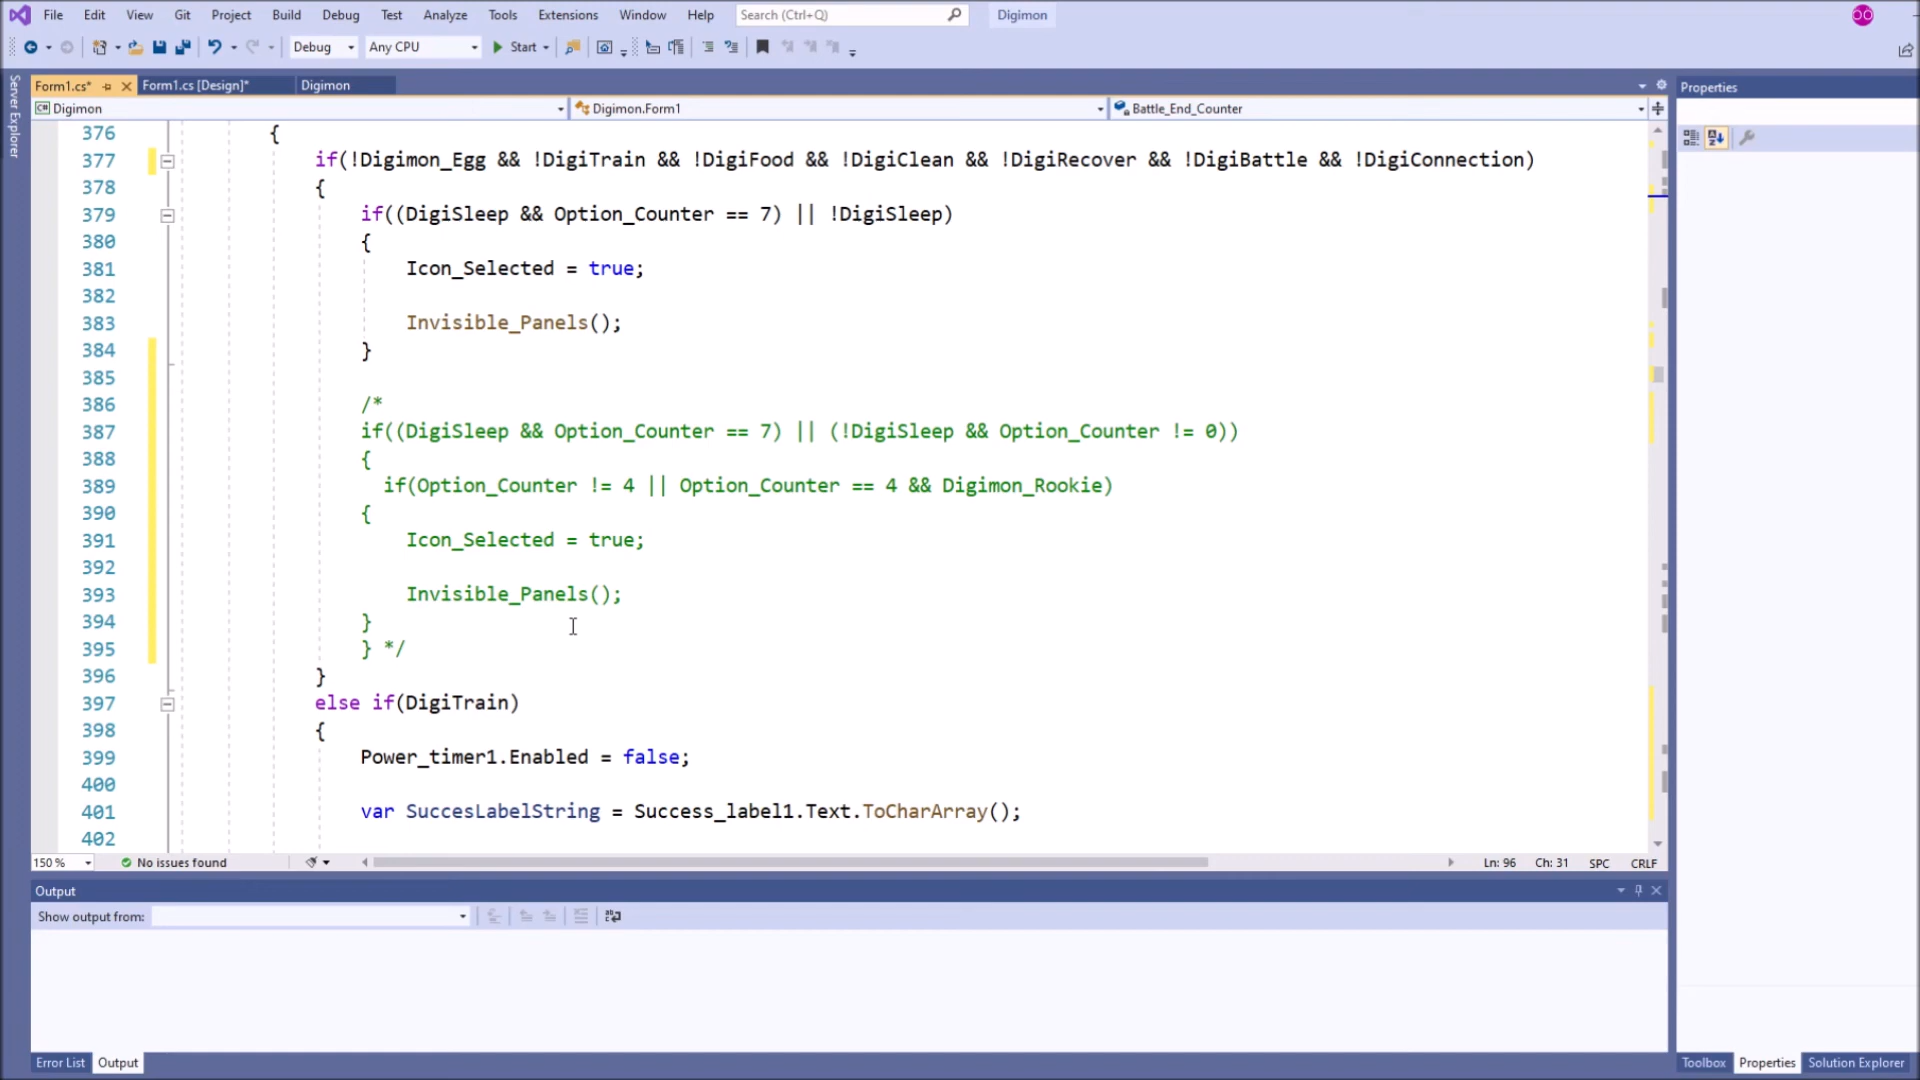 File Edit View Git Project Build Debug Test Analyze Tools Extensions Window Help Search (Ctrl+Q) Digimon
Debug Any CPU Start
Server Explorer
Form1.cs* Form1.cs [Design]* Digimon
Properties
C# Digimon Digimon.Form1 Battle_End_Counter
376 {
377 if(!Digimon_Egg && !DigiTrain && !DigiFood && !DigiClean && !DigiRecover && !DigiBattle && !DigiConnection)
378 {
379 if((DigiSleep && Option_Counter == 7) || !DigiSleep)
380 {
381 Icon_Selected = true;
382
383 Invisible_Panels();
384 }
385
386 /*
387 if((DigiSleep && Option_Counter == 7) || (!DigiSleep && Option_Counter != 0))
388 {
389 if(Option_Counter != 4 || Option_Counter == 4 && Digimon_Rookie)
390 {
391 Icon_Selected = true;
392
393 Invisible_Panels();
394 }
395 } */
396 }
397 else if(DigiTrain)
398 {
399 Power_timer1.Enabled = false;
400
401 var SuccesLabelString = Success_label1.Text.ToCharArray();
402
150 % No issues found Ln: 96 Ch: 31 SPC CRLF
Output
Show output from:
Error List Output
Toolbox Properties Solution Explorer